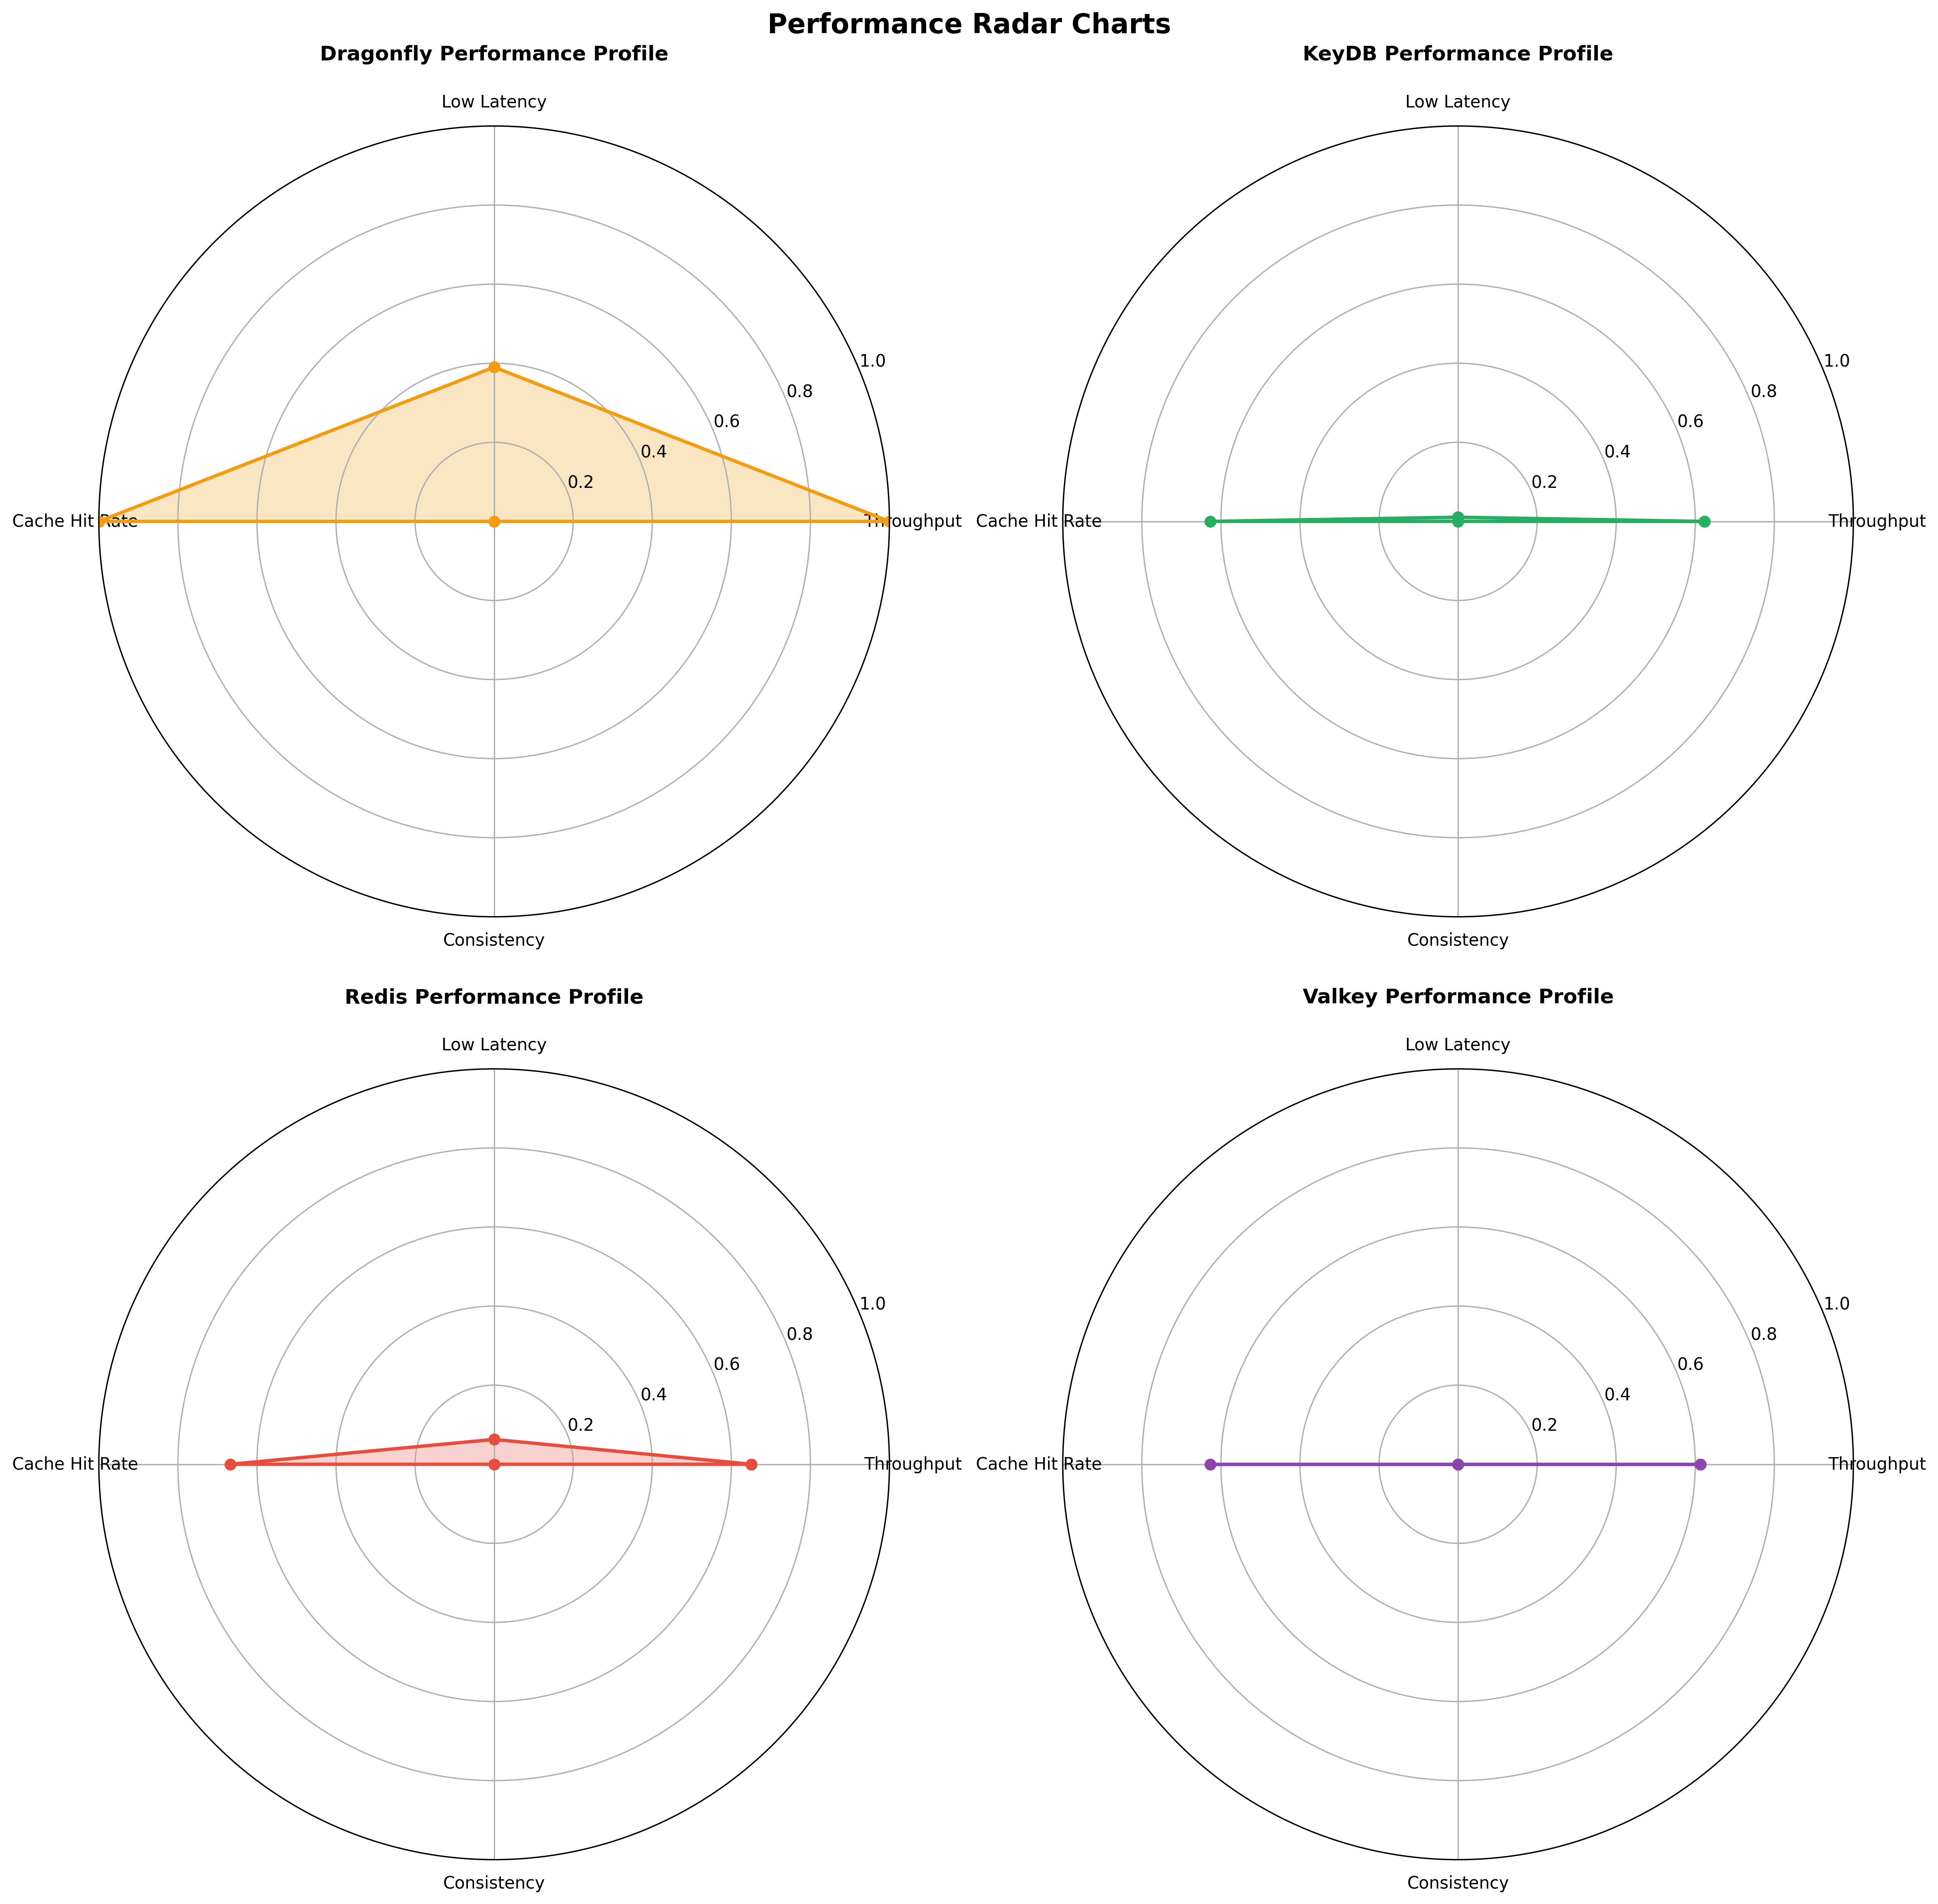 Performance Radar Charts
Dragonfly Performance Profile
Low Latency
1.0
0.8
0.6
0.4
0.2
Cache Hit Rate
Throughput
Consistency
KeyDB Performance Profile
Low Latency
1.0
0.8
0.6
0.4
0.2
Cache Hit Rate
Throughput
Consistency
Redis Performance Profile
Low Latency
1.0
0.8
0.6
0.4
0.2
Cache Hit Rate
Throughput
Consistency
Valkey Performance Profile
Low Latency
1.0
0.8
0.6
0.4
0.2
Cache Hit Rate
Throughput
Consistency